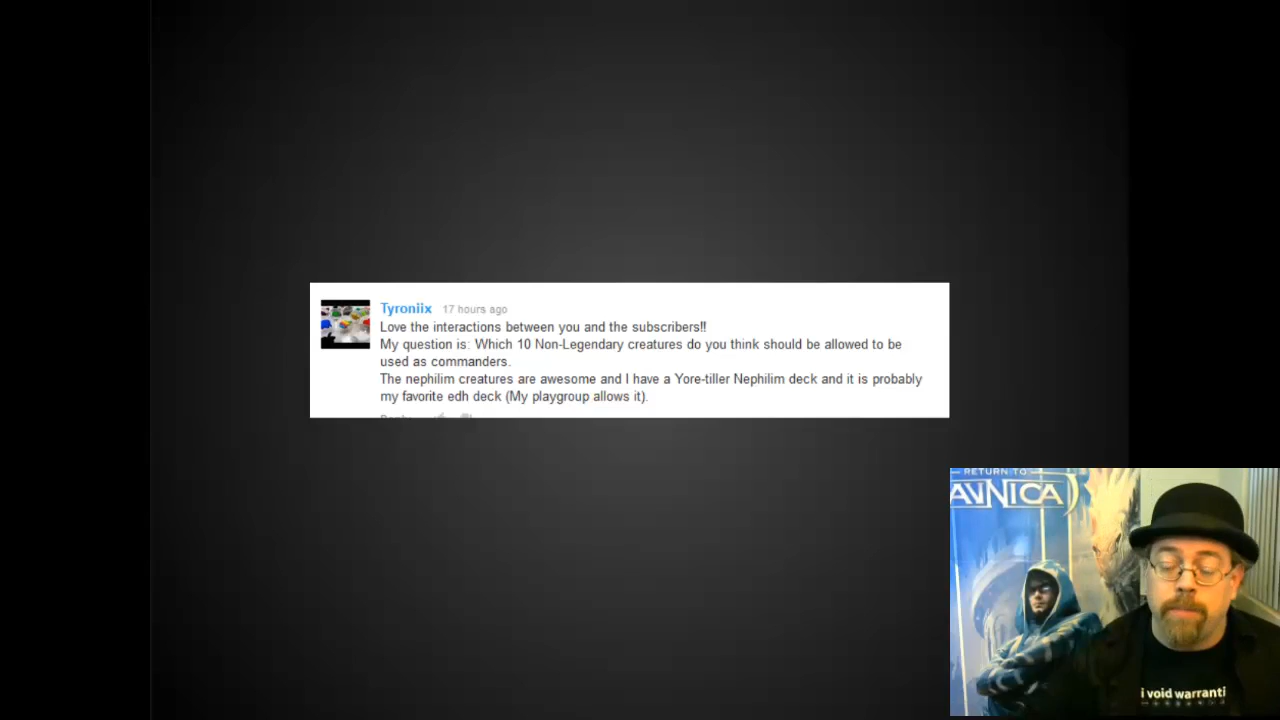 Tyroniix 17 hours ago
Love the interactions between you and the subscribers!!
My question is: Which 10 Non-Legendary creatures do you think should be allowed to be
used as commanders.
The nephilim creatures are awesome and I have a Yore-tiller Nephilim deck and it is probably
my favorite edh deck (My playgroup allows it).
RETURN TO
AVNICA
i void warranti